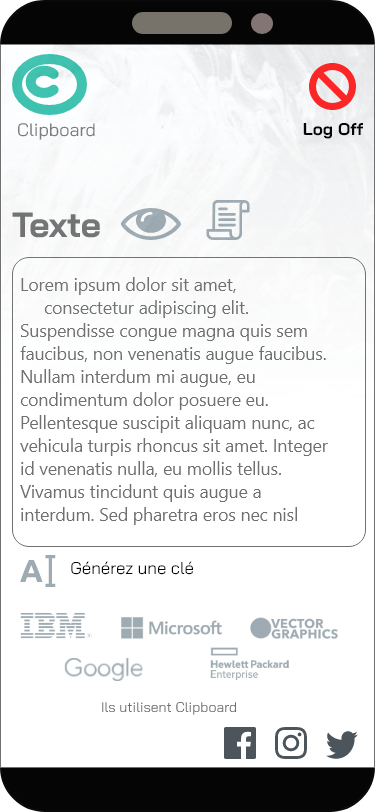 Clipboard
Log Off
Texte
Lorem ipsum dolor sit amet,
consectetur adipiscing elit.
Suspendisse congue magna quis sem
faucibus, non venenatis augue faucibus.
Nullam interdum mi augue, eu
condimentum dolor posuere eu.
Pellentesque suscipit aliquam nunc, ac
vehicula turpis rhoncus sit amet. Integer
id venenatis nulla, eu mollis tellus.
Vivamus tincidunt quis augue a
interdum. Sed pharetra eros nec nisl
A
Générez une clé
IBM
Microsoft
VECTOR
GRAPHICS
Google
Hewlett Packard
Enterprise
Ils utilisent Clipboard